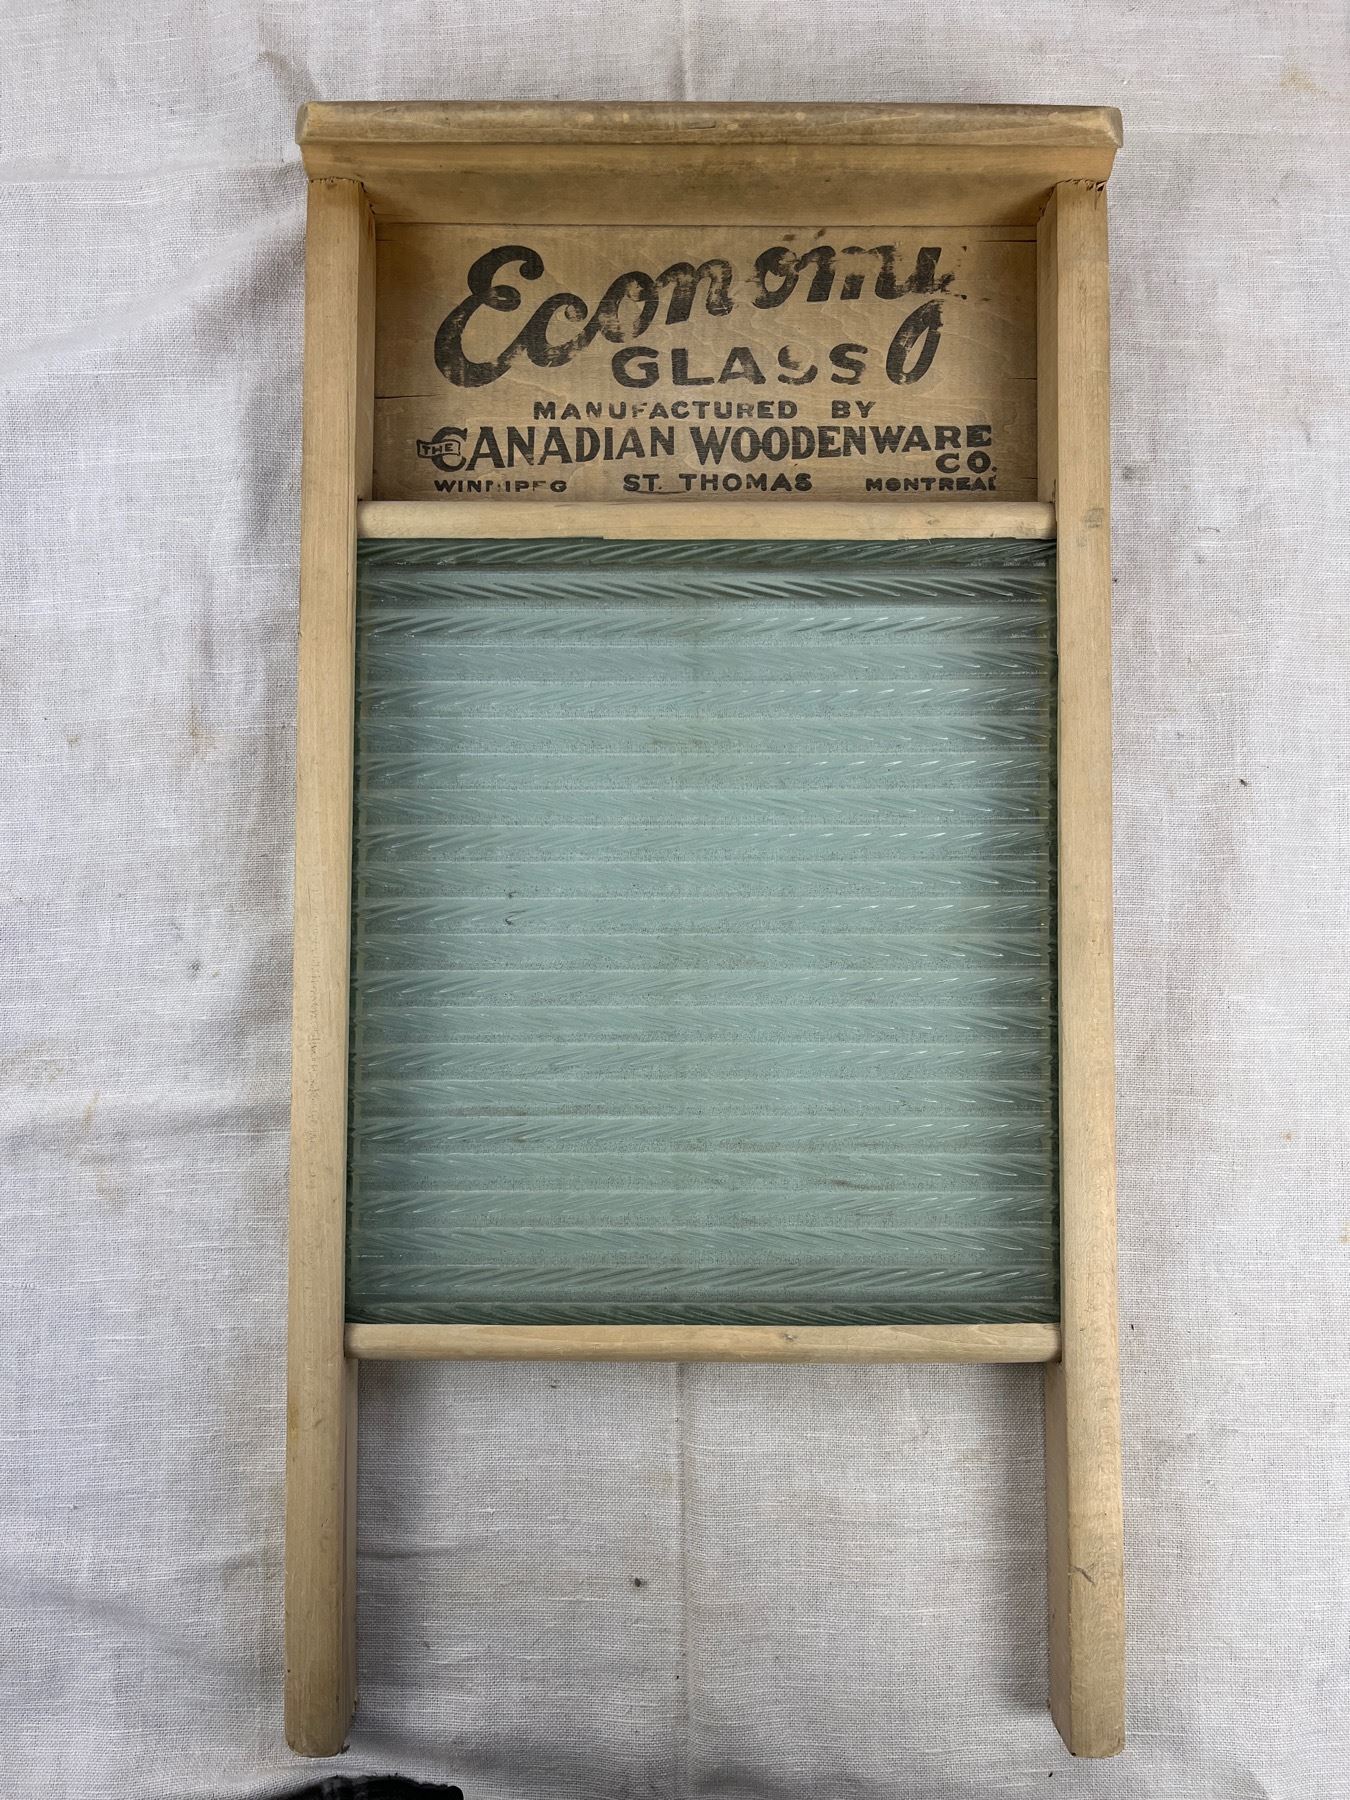 Economy
GLASS
MANUFACTURED BY
THE CANADIAN WOODENWARE
CO.
WINNIPEG ST. THOMAS MONTREAL